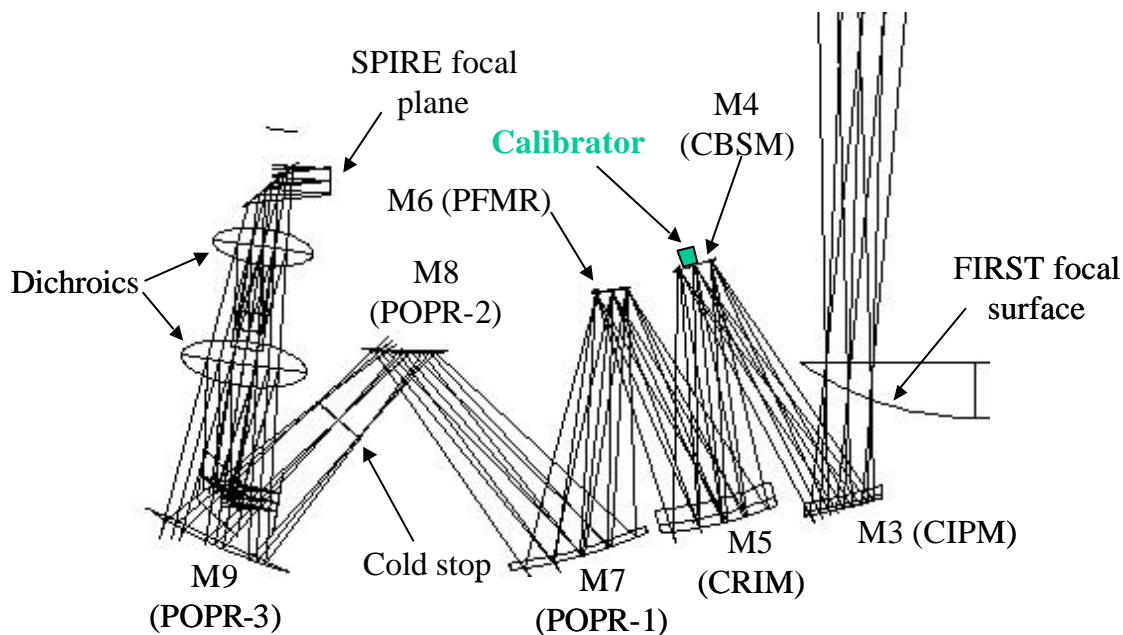 SPIRE focal
plane
M4
(CBSM)
Calibrator
M6 (PFMR)
Dichroics
M8
(POPR-2)
FIRST focal
surface
M3 (CIPM)
Cold stop
M5
(CRIM)
M9
(POPR-3)
M7
(POPR-1)